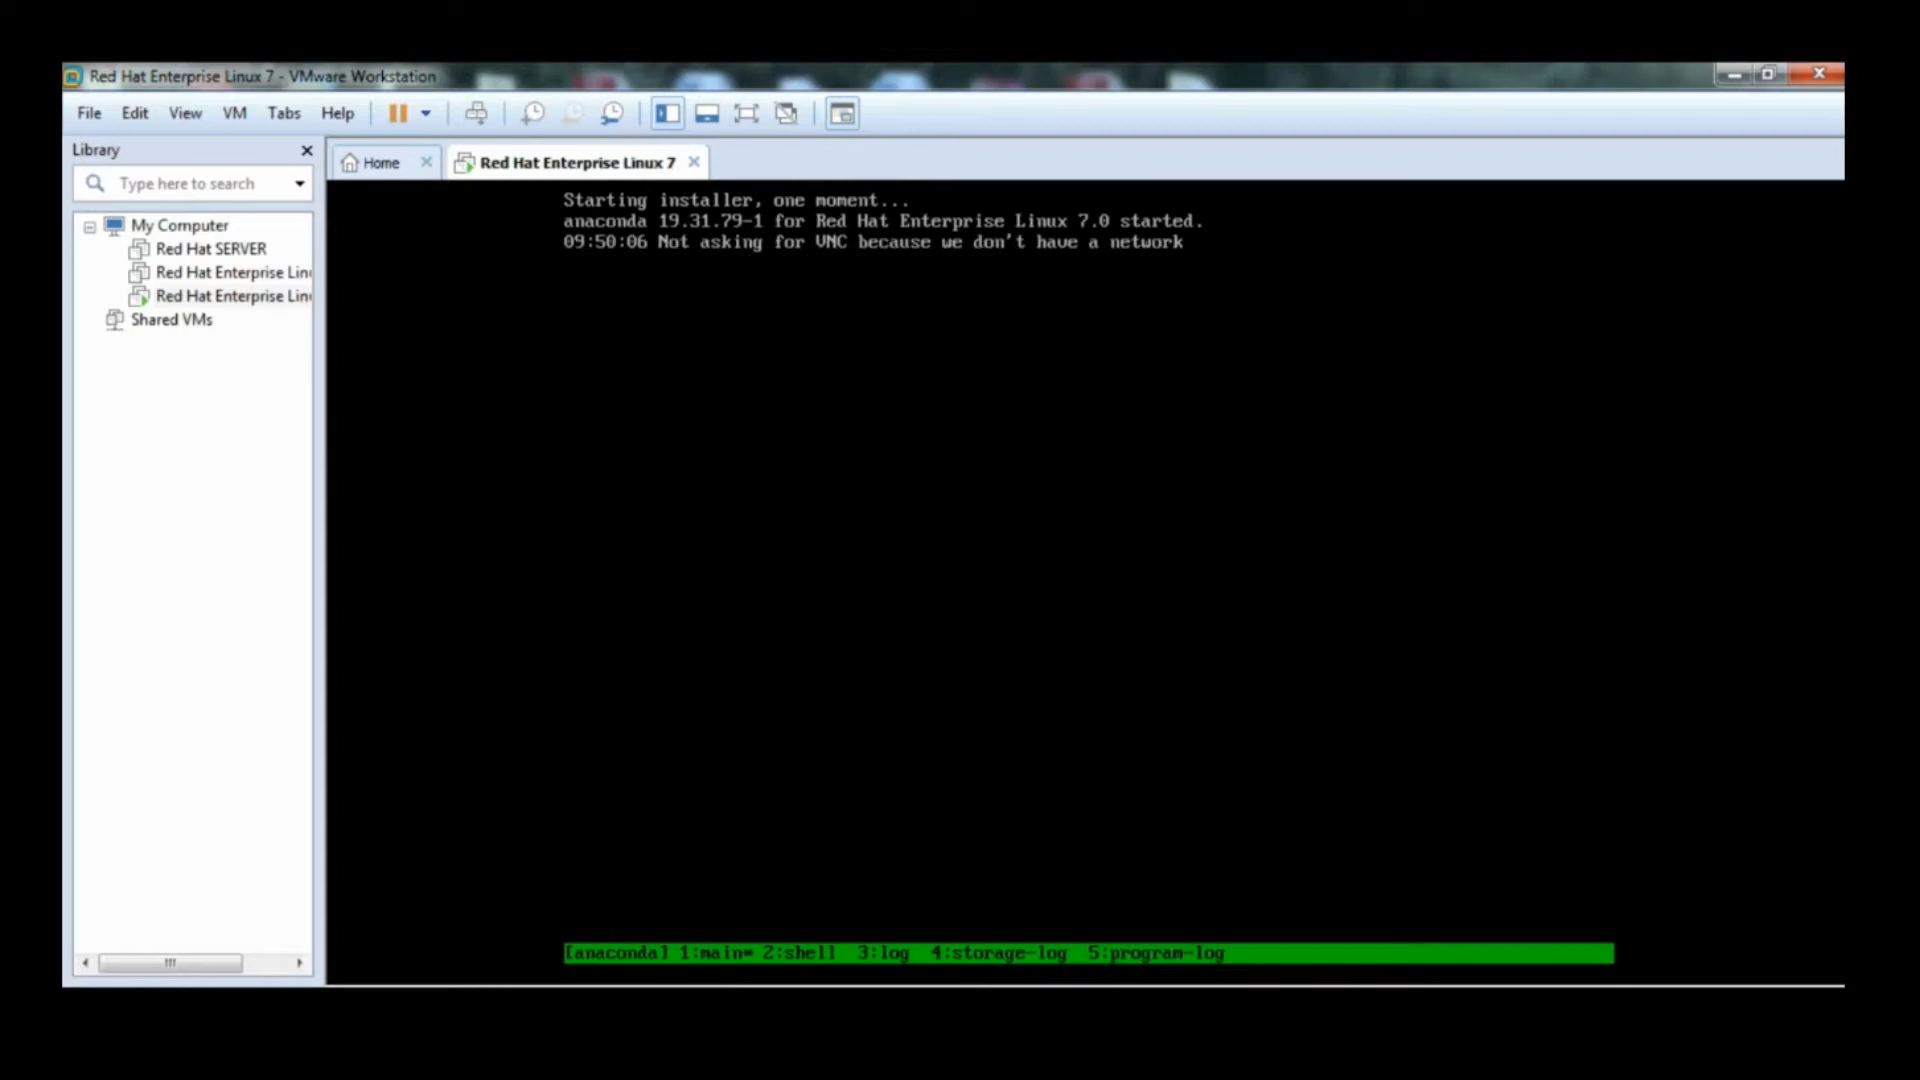 Red Hat Enterprise Linux 7 - VMware Workstation
File Edit View VM Tabs Help
Library
Type here to search
My Computer
Red Hat SERVER
Red Hat Enterprise Lin
Red Hat Enterprise Lin
Shared VMs
Home
Red Hat Enterprise Linux 7
Starting installer, one moment...
anaconda 19.31.79-1 for Red Hat Enterprise Linux 7.0 started.
09:50:06 Not asking for VNC because we don't have a network
[anaconda] 1:main* 2:shell 3:log 4:storage-log 5:program-log